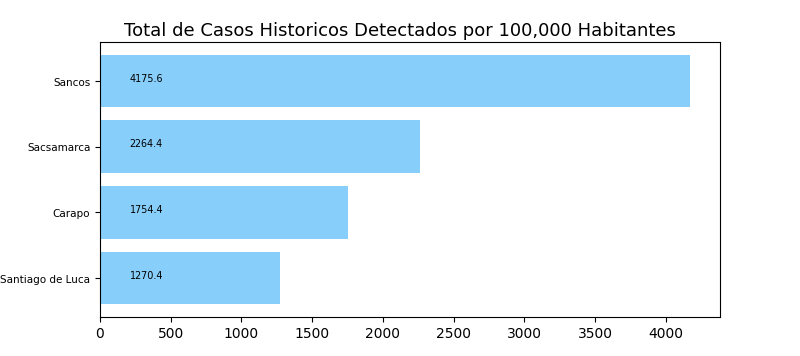 Total de Casos Historicos Detectados por 100,000 Habitantes
Sancos
4175.6
Sacsamarca
2264.4
Carapo
1754.4
Santiago de Luca
1270.4
0 500 1000 1500 2000 2500 3000 3500 4000